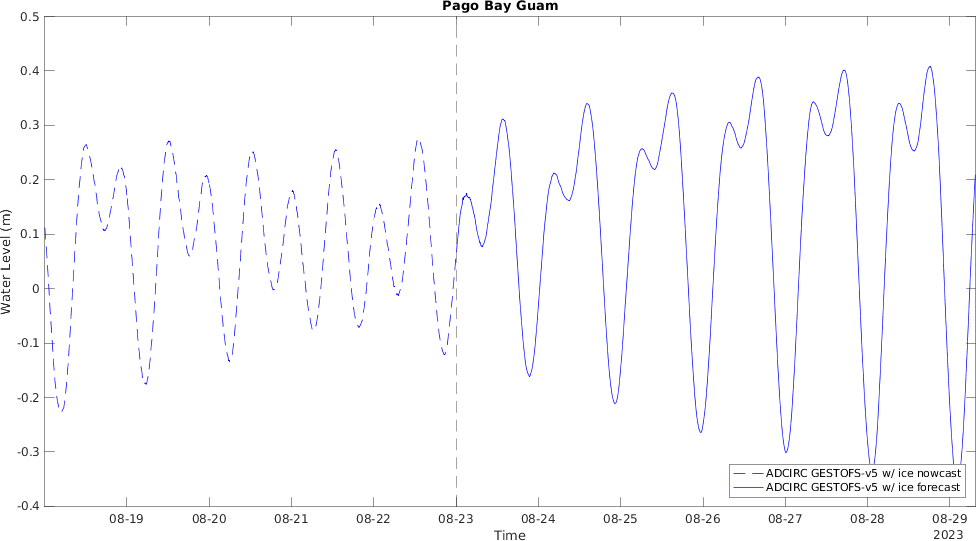 Pago Bay Guam
0.5
0.4
0.3
0.2
0.1
0
-0.1
-0.2
-0.3
-0.4
Water Level (m)
08-19 08-20 08-21 08-22 08-23 08-24 08-25 08-26 08-27 08-28 08-29
2023
Time
ADCIRC GESTOFS-v5 w/ ice nowcast
ADCIRC GESTOFS-v5 w/ ice forecast